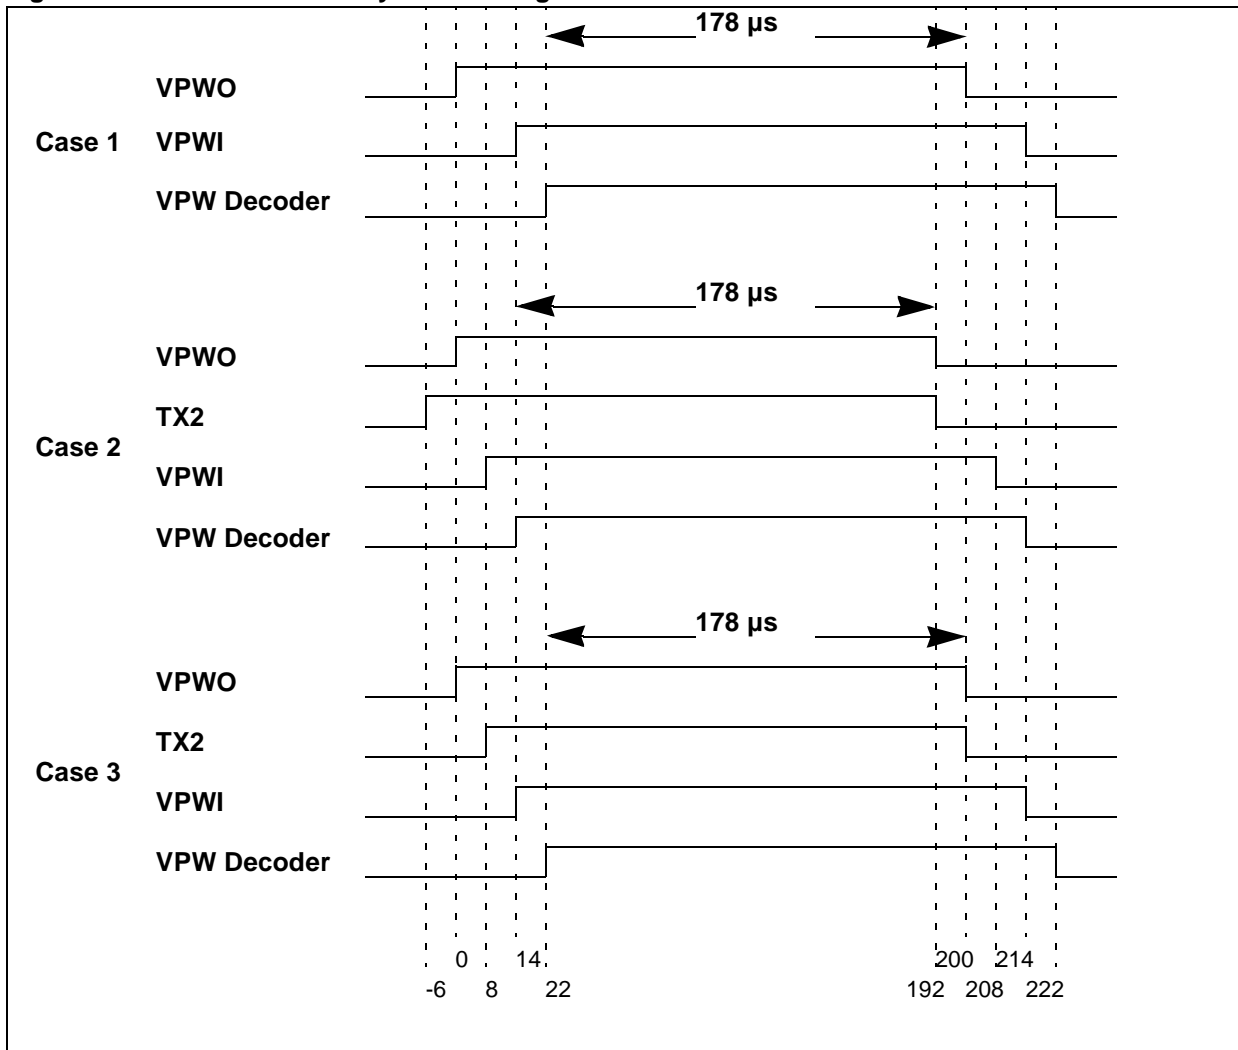 178 µs
VPWO
Case 1 VPWI
VPW Decoder
178 µs
VPWO
TX2
Case 2
VPWI
VPW Decoder
178 µs
VPWO
TX2
Case 3
VPWI
VPW Decoder
0 14 200 214
-6 8 22 192 208 222